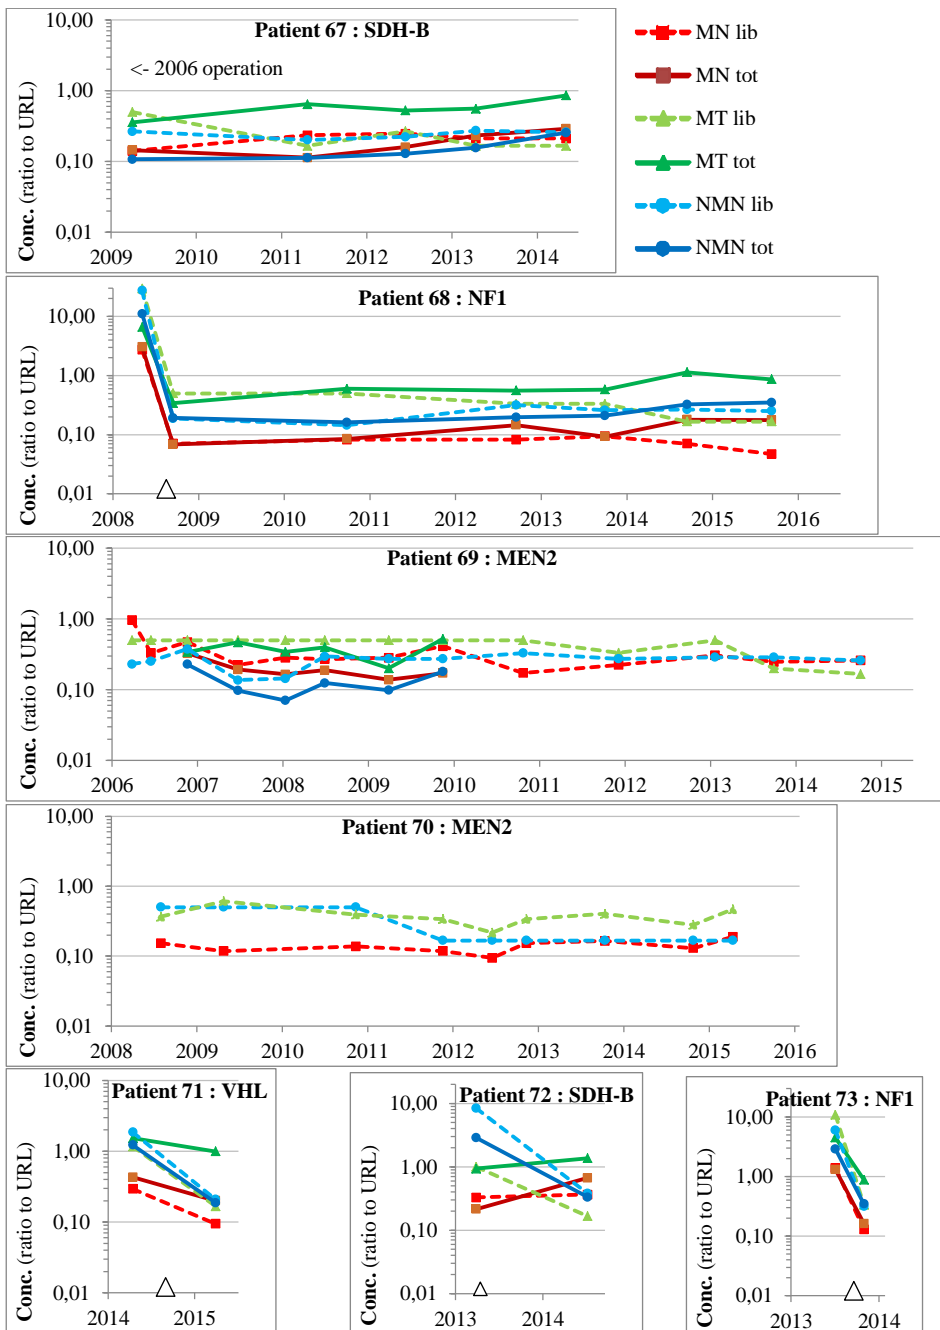 Patient 67 : SDH-B
<- 2006 operation
Conc. (ratio to URL)
10,00
1,00
0,10
0,01
2009 2010 2011 2012 2013 2014
MN lib
MN tot
MT lib
MT tot
NMN lib
NMN tot
Patient 68 : NF1
Conc. (ratio to URL)
10,00
1,00
0,10
0,01
2008 2009 2010 2011 2012 2013 2014 2015 2016
Patient 69 : MEN2
Conc. (ratio to URL)
10,00
1,00
0,10
0,01
2006 2007 2008 2009 2010 2011 2012 2013 2014 2015
Patient 70 : MEN2
Conc. (ratio to URL)
10,00
1,00
0,10
0,01
2008 2009 2010 2011 2012 2013 2014 2015 2016
Patient 71 : VHL
Conc. (ratio to URL)
10,00
1,00
0,10
0,01
2014 2015
Patient 72 : SDH-B
Conc. (ratio to URL)
10,00
1,00
0,10
0,01
2013 2014
Patient 73 : NF1
Conc. (ratio to URL)
10,00
1,00
0,10
0,01
2013 2014